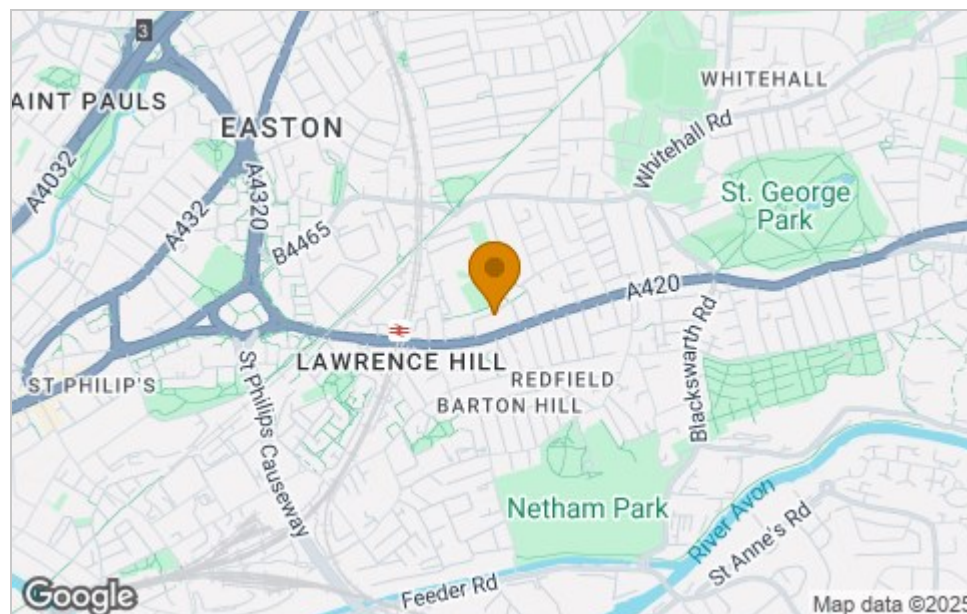 3
WHITEHALL
AINT PAULS
EASTON
Whitehall Rd
A4032
St. George
Park
A4320
A432
B4465
A420
LAWRENCE HILL
ST PHILIP'S
REDFIELD
BARTON HILL
Blackswarth Rd
St Philips Causeway
Netham Park
River Avon
St Anne's Rd
Feeder Rd
Google
Map data ©2025